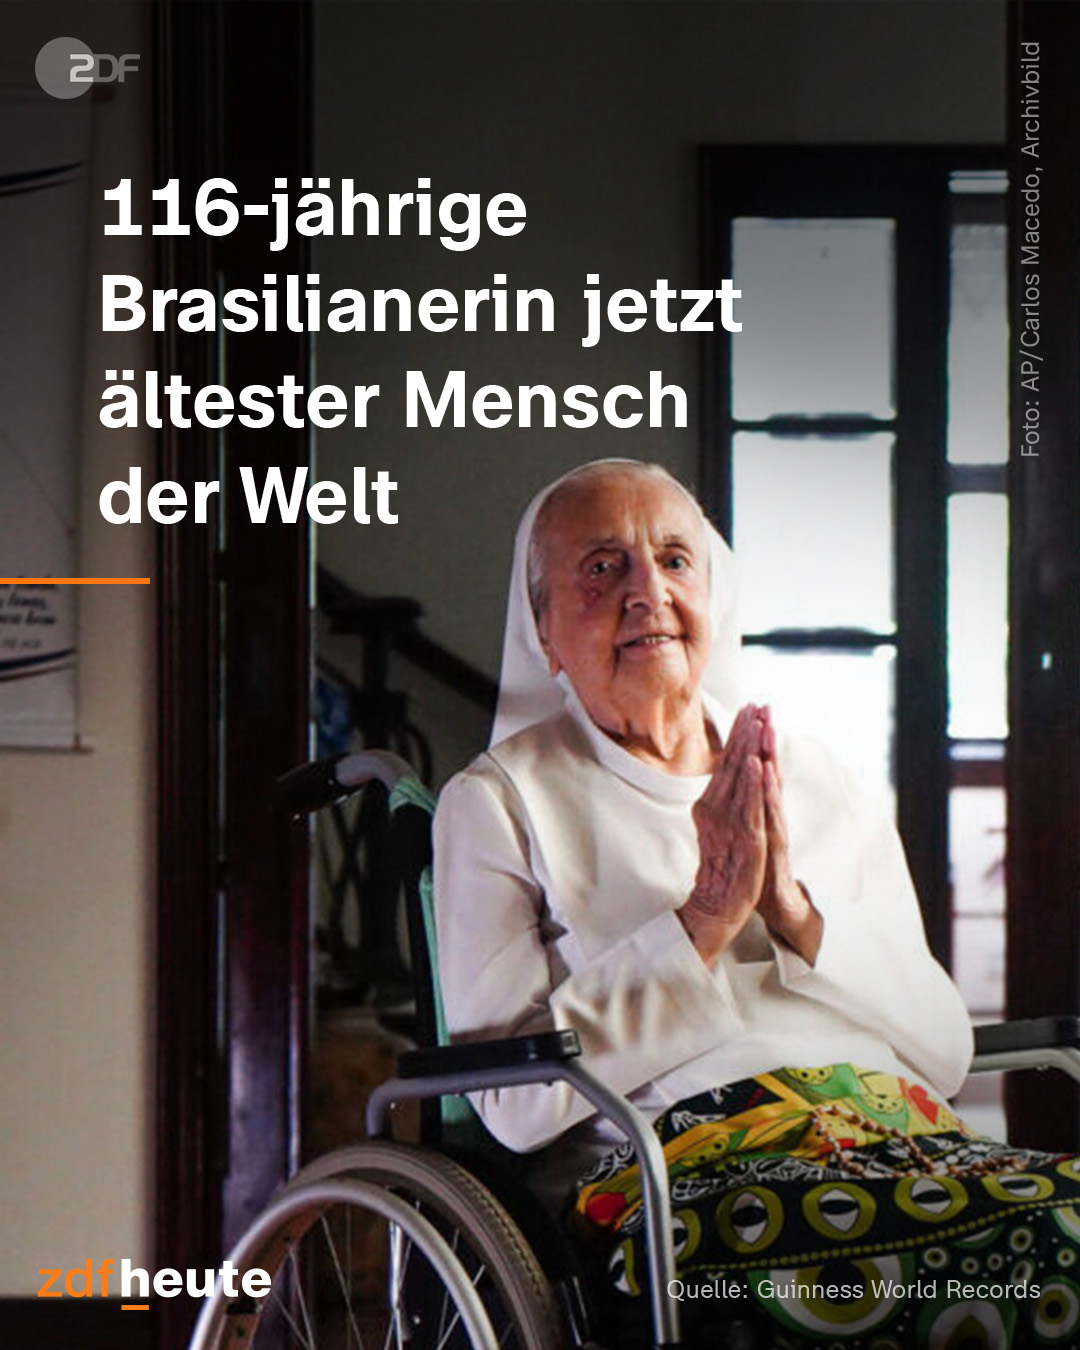 ZDF
Foto: AP/Carlos Macedo, Archivbild
116-jährige
Brasilianerin jetzt
ältester Mensch
der Welt
zdfheute
Quelle: Guinness World Records